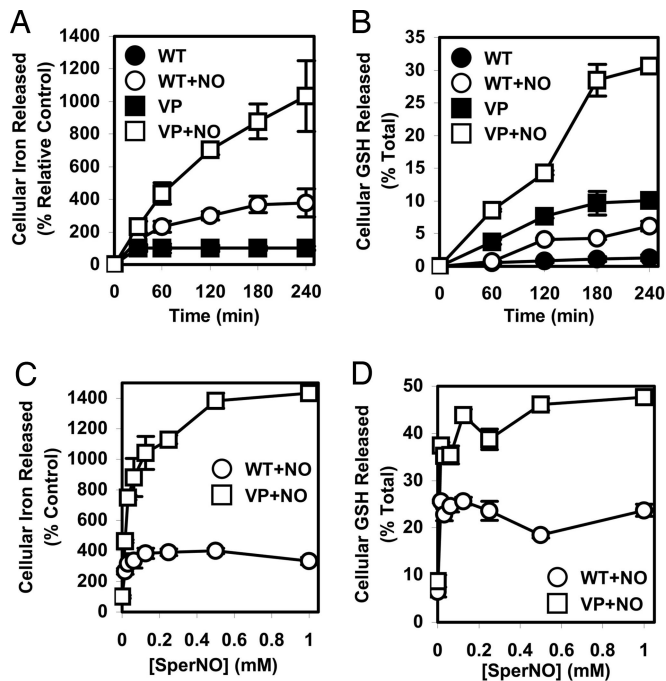 A
Cellular Iron Released
(% Relative Control)
1400
1200
1000
800
600
400
200
0
WT
WT+NO
VP
VP+NO
0 60 120 180 240
Time (min)
B
Cellular GSH Released
(% Total)
35
30
25
20
15
10
5
0
WT
WT+NO
VP
VP+NO
0 60 120 180 240
Time (min)
C
Cellular Iron Released
(% Control)
1400
1200
1000
800
600
400
200
0
WT+NO
VP+NO
0 0.2 0.4 0.6 0.8 1
[SperNO] (mM)
D
Cellular GSH Released
(% Total)
50
40
30
20
10
0
WT+NO
VP+NO
0 0.2 0.4 0.6 0.8 1
[SperNO] (mM)